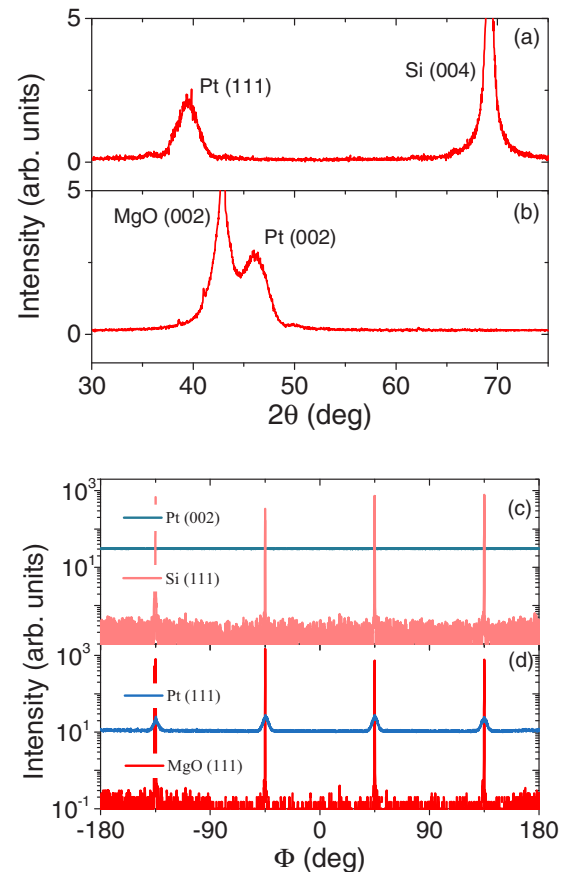 5
(a)
Pt (111)
Si (004)
0
5
MgO (002)
Pt (002)
(b)
0
Intensity (arb. units)
30 40 50 60 70
2θ (deg)
10³
(c)
Pt (002)
10¹
Si (111)
10³
(d)
Pt (111)
10¹
MgO (111)
10⁻¹
Intensity (arb. units)
-180 -90 0 90 180
Φ (deg)